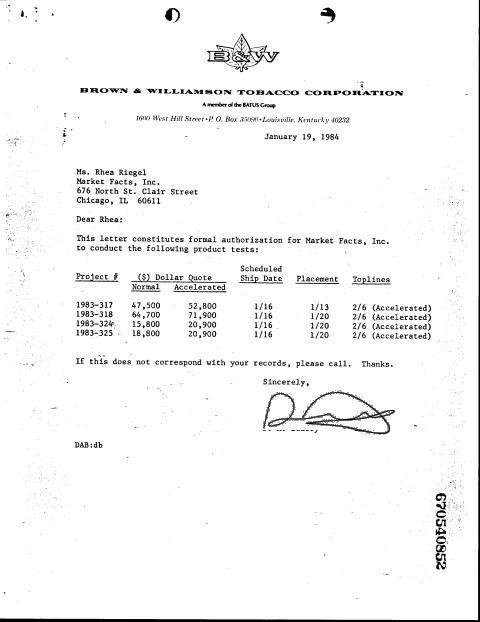 B&W
BROWN & WILLIAMSON TOBACCO CORPORATION
A member of the BATUS Group
1600 West Hill Street • P. O. Box 35090 • Louisville, Kentucky 40232
January 19, 1984
Ms. Rhea Riegel
Market Facts, Inc.
676 North St. Clair Street
Chicago, IL 60611
Dear Rhea:
This letter constitutes formal authorization for Market Facts, Inc.
to conduct the following product tests:
Scheduled
Project # ($) Dollar Quote Ship Date Placement Toplines
Normal Accelerated
1983-317 47,500 52,800 1/16 1/13 2/6 (Accelerated)
1983-318 64,700 71,900 1/16 1/20 2/6 (Accelerated)
1983-324 15,800 20,900 1/16 1/20 2/6 (Accelerated)
1983-325 18,800 20,900 1/16 1/20 2/6 (Accelerated)
If this does not correspond with your records, please call. Thanks.
Sincerely,
DAB:db
670540852